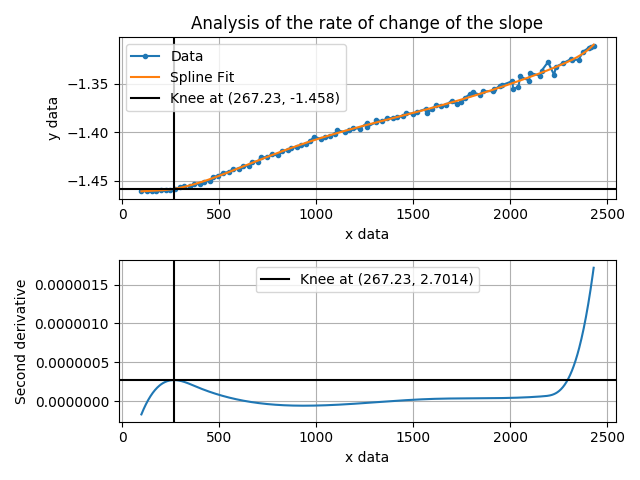 Analysis of the rate of change of the slope
Data
Spline Fit
Knee at (267.23, -1.458)
y data
−1.35
−1.40
−1.45
0 500 1000 1500 2000 2500
x data
Knee at (267.23, 2.7014)
Second derivative
0.0000015
0.0000010
0.0000005
0.0000000
0 500 1000 1500 2000 2500
x data